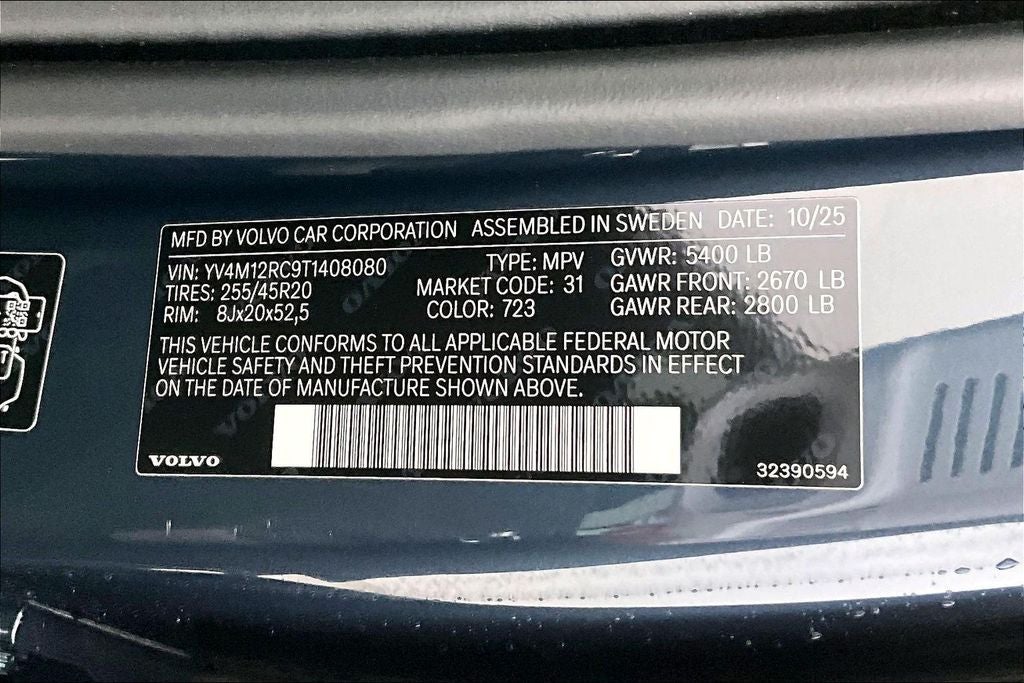 MFD BY VOLVO CAR CORPORATION ASSEMBLED IN SWEDEN DATE: 10/25
VIN: YV4M12RC9T1408080 TYPE: MPV GVWR: 5400 LB
TIRES: 255/45R20 MARKET CODE: 31 GAWR FRONT: 2670 LB
RIM: 8Jx20x52,5 COLOR: 723 GAWR REAR: 2800 LB
THIS VEHICLE CONFORMS TO ALL APPLICABLE FEDERAL MOTOR
VEHICLE SAFETY AND THEFT PREVENTION STANDARDS IN EFFECT
ON THE DATE OF MANUFACTURE SHOWN ABOVE.
VOLVO 32390594